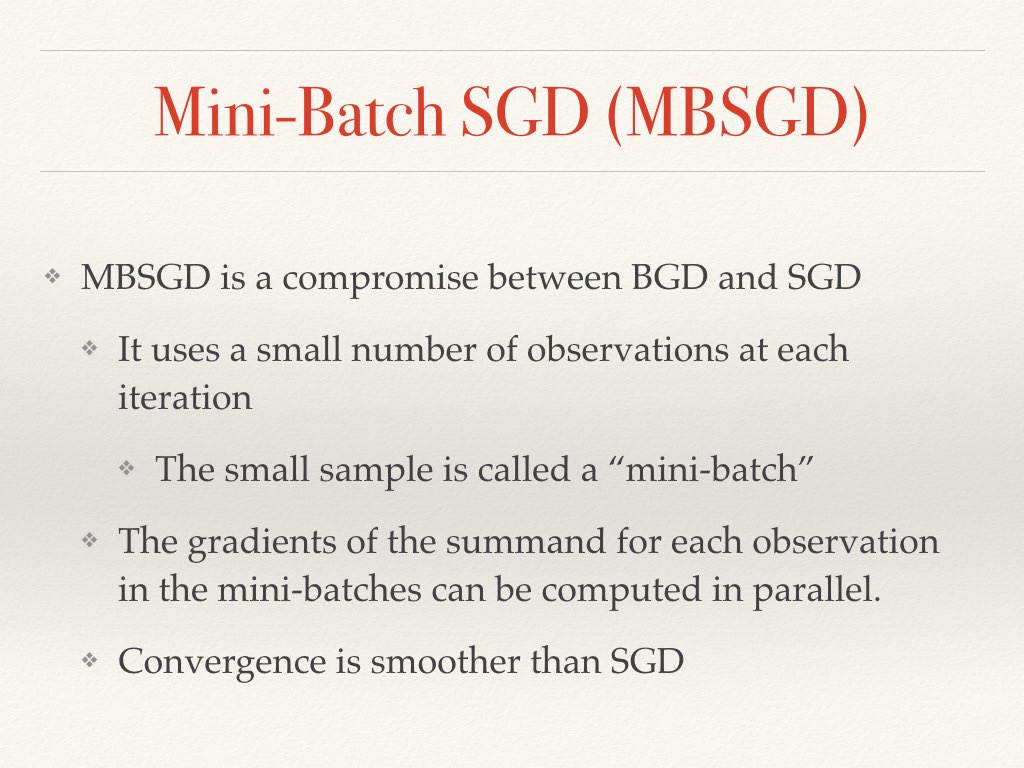 Mini-Batch SGD (MBSGD)
❖ MBSGD is a compromise between BGD and SGD
❖ It uses a small number of observations at each
iteration
❖ The small sample is called a “mini-batch”
❖ The gradients of the summand for each observation
in the mini-batches can be computed in parallel.
❖ Convergence is smoother than SGD